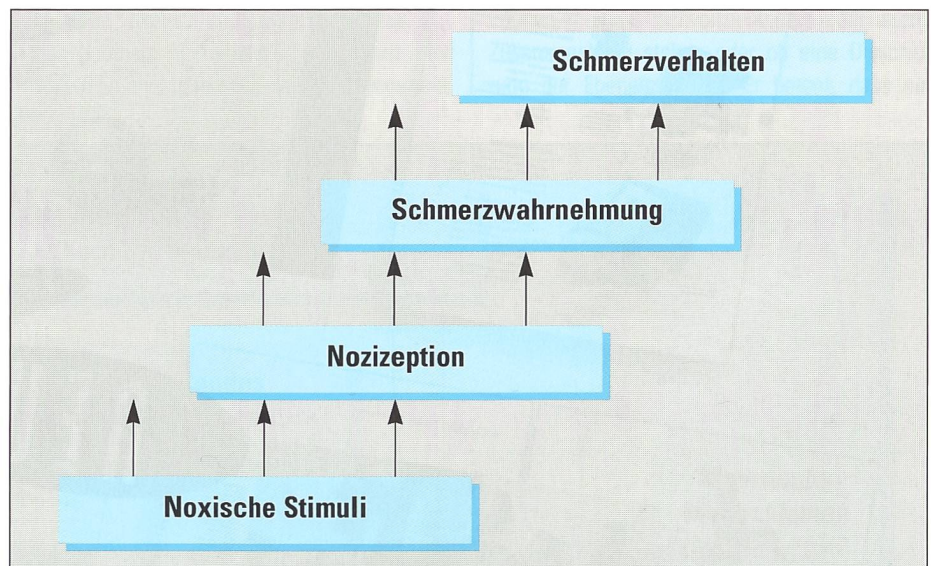 Schmerzverhalten
Schmerzwahrnehmung
Nozizeption
Noxische Stimuli